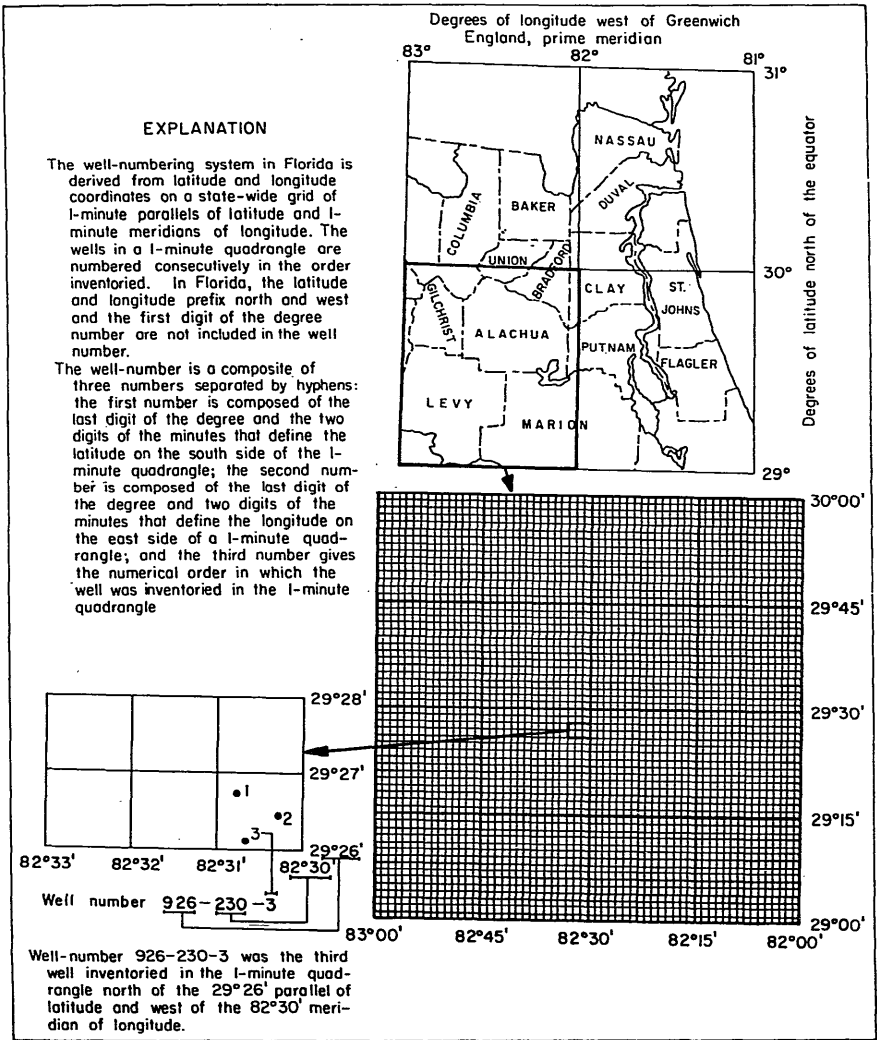 Degrees of longitude west of Greenwich
England, prime meridian
83°
82°
81°
31°
30°
29°
Degrees of latitude north of the equator
NASSAU
DUVAL
BAKER
COLUMBIA
UNION
BRADFORD
CLAY
ST.
JOHNS
GILCHRIST
ALACHUA
PUTNAM
FLAGLER
LEVY
MARION
EXPLANATION
The well-numbering system in Florida is
derived from latitude and longitude
coordinates on a state-wide grid of
1-minute parallels of latitude and 1-
minute meridians of longitude. The
wells in a 1-minute quadrangle are
numbered consecutively in the order
inventoried. In Florida, the latitude
and longitude prefix north and west
and the first digit of the degree
number are not included in the well
number.
The well-number is a composite of
three numbers separated by hyphens:
the first number is composed of the
last digit of the degree and the two
digits of the minutes that define the
latitude on the south side of the 1-
minute quadrangle; the second num-
ber is composed of the last digit of
the degree and two digits of the
minutes that define the longitude on
the east side of a 1-minute quad-
rangle; and the third number gives
the numerical order in which the
well was inventoried in the 1-minute
quadrangle
30°00'
29°45'
29°30'
29°15'
29°00'
83°00'
82°45'
82°30'
82°15'
82°00'
29°28'
29°27'
29°26'
1
2
3
82°33'
82°32'
82°31'
82°30'
Well number 926-230-3
Well-number 926-230-3 was the third
well inventoried in the 1-minute quad-
rangle north of the 29°26' parallel of
latitude and west of the 82°30' meri-
dian of longitude.